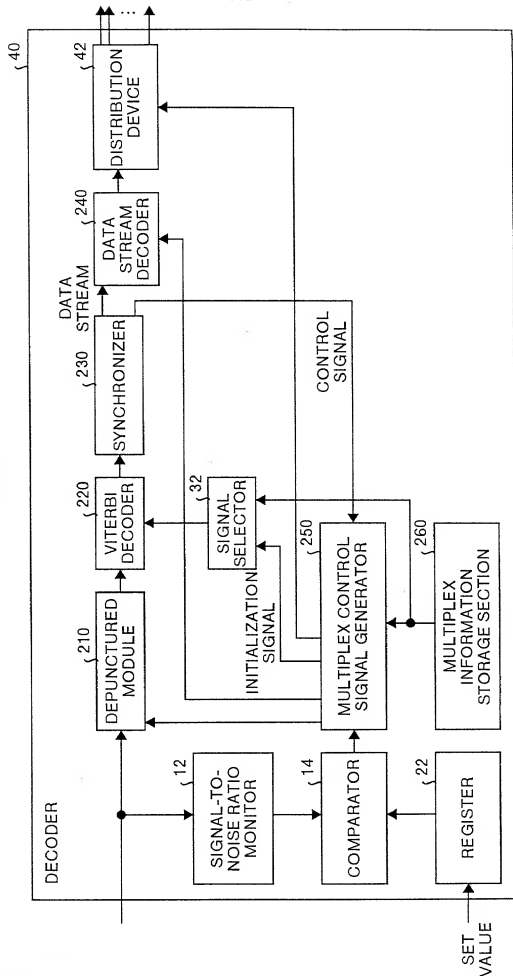 40
DECODER
210
DEPUNCTURED
MODULE
220
VITERBI
DECODER
230
SYNCHRONIZER
DATA
STREAM
240
DATA
STREAM
DECODER
42
DISTRIBUTION
DEVICE
...
12
SIGNAL-TO-
NOISE RATIO
MONITOR
INITIALIZATION
SIGNAL
32
SIGNAL
SELECTOR
CONTROL
SIGNAL
14
COMPARATOR
250
MULTIPLEX CONTROL
SIGNAL GENERATOR
SET
VALUE
22
REGISTER
260
MULTIPLEX
INFORMATION
STORAGE SECTION